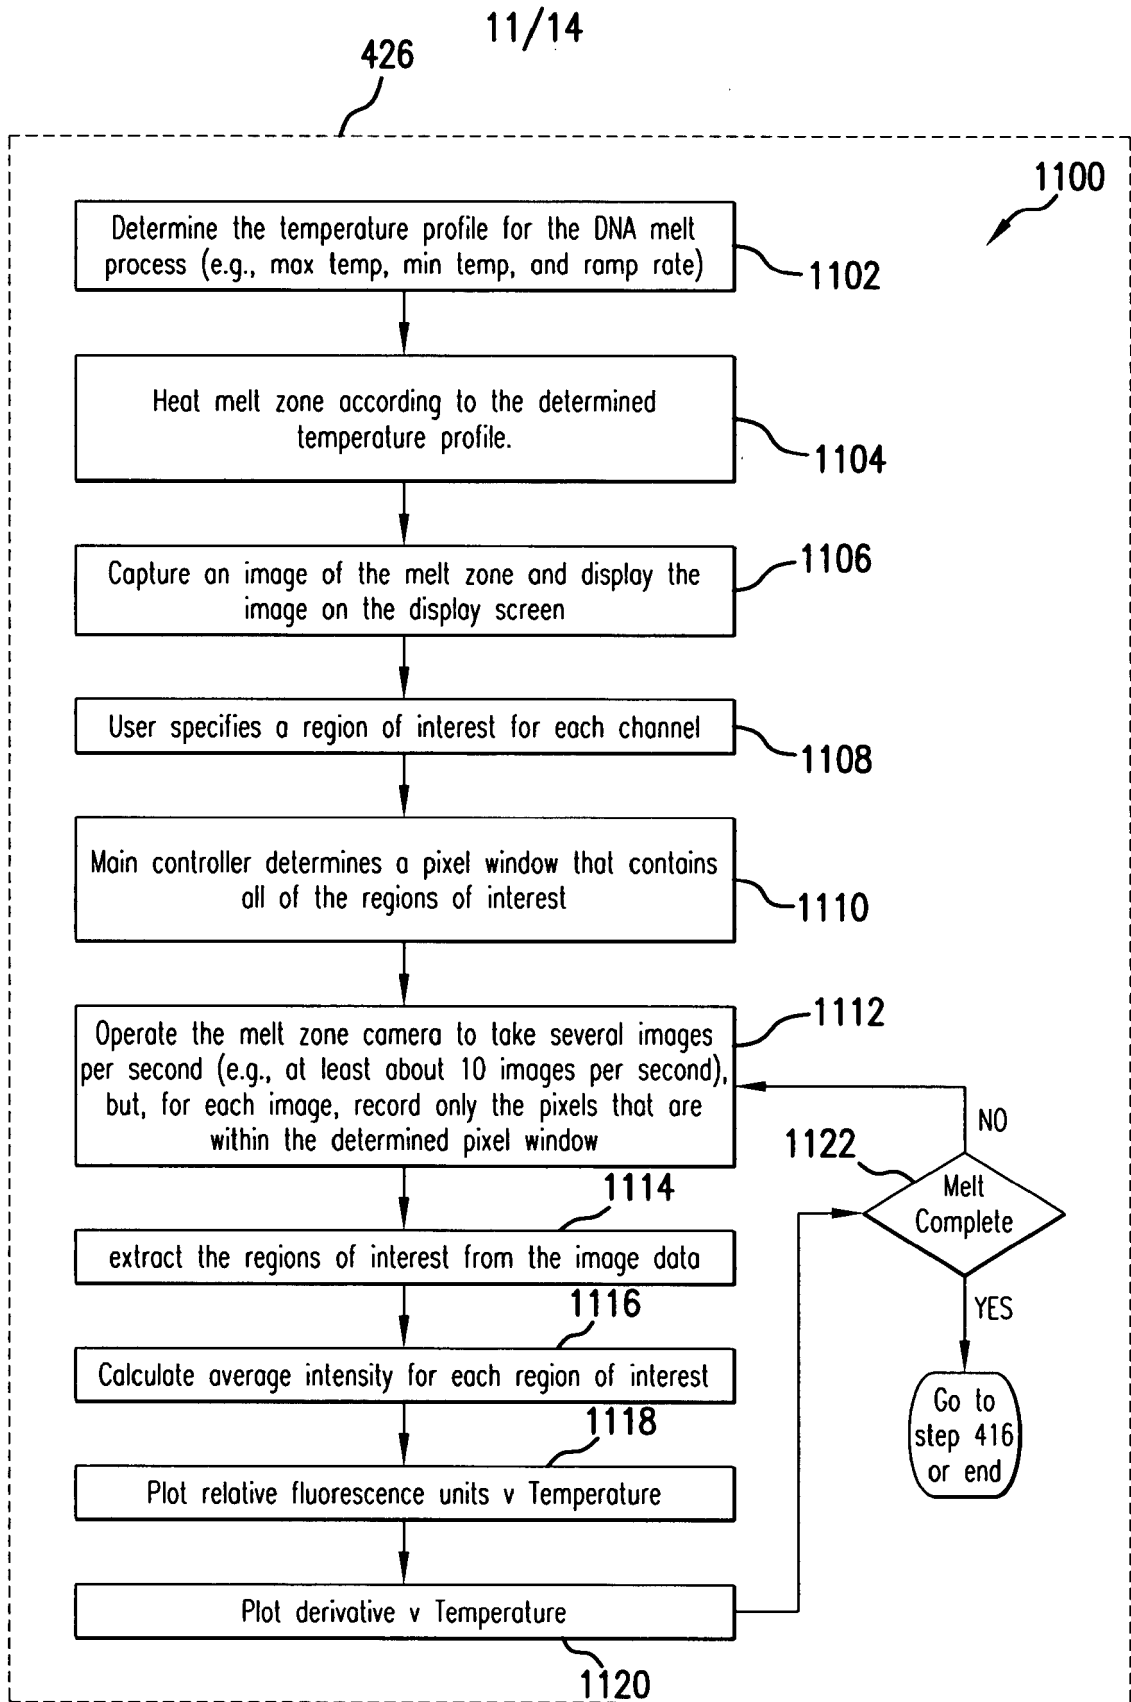 11/14
426
1100
Determine the temperature profile for the DNA melt
process (e.g., max temp, min temp, and ramp rate)
1102
Heat melt zone according to the determined
temperature profile.
1104
Capture an image of the melt zone and display the
image on the display screen
1106
User specifies a region of interest for each channel
1108
Main controller determines a pixel window that contains
all of the regions of interest
1110
Operate the melt zone camera to take several images
per second (e.g., at least about 10 images per second),
but, for each image, record only the pixels that are
within the determined pixel window
1112
1114
extract the regions of interest from the image data
1116
Calculate average intensity for each region of interest
1118
Plot relative fluorescence units v Temperature
Plot derivative v Temperature
1120
1122
Melt
Complete
NO
YES
Go to
step 416
or end